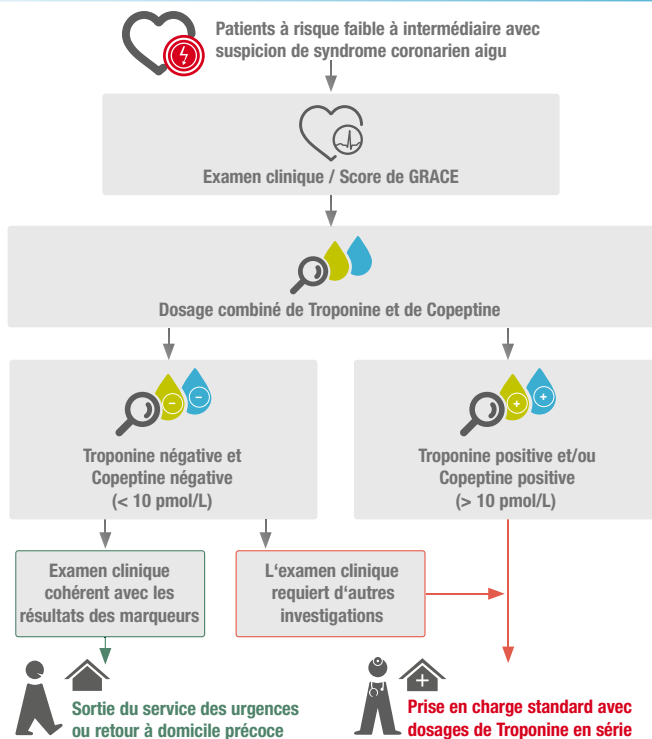 Patients à risque faible à intermédiaire avec
suspicion de syndrome coronarien aigu
Examen clinique / Score de GRACE
Dosage combiné de Troponine et de Copeptine
Troponine négative et
Copeptine négative
(< 10 pmol/L)
Troponine positive et/ou
Copeptine positive
(> 10 pmol/L)
Examen clinique
cohérent avec les
résultats des marqueurs
L‘examen clinique
requiert d‘autres
investigations
Sortie du service des urgences
ou retour à domicile précoce
Prise en charge standard avec
dosages de Troponine en série